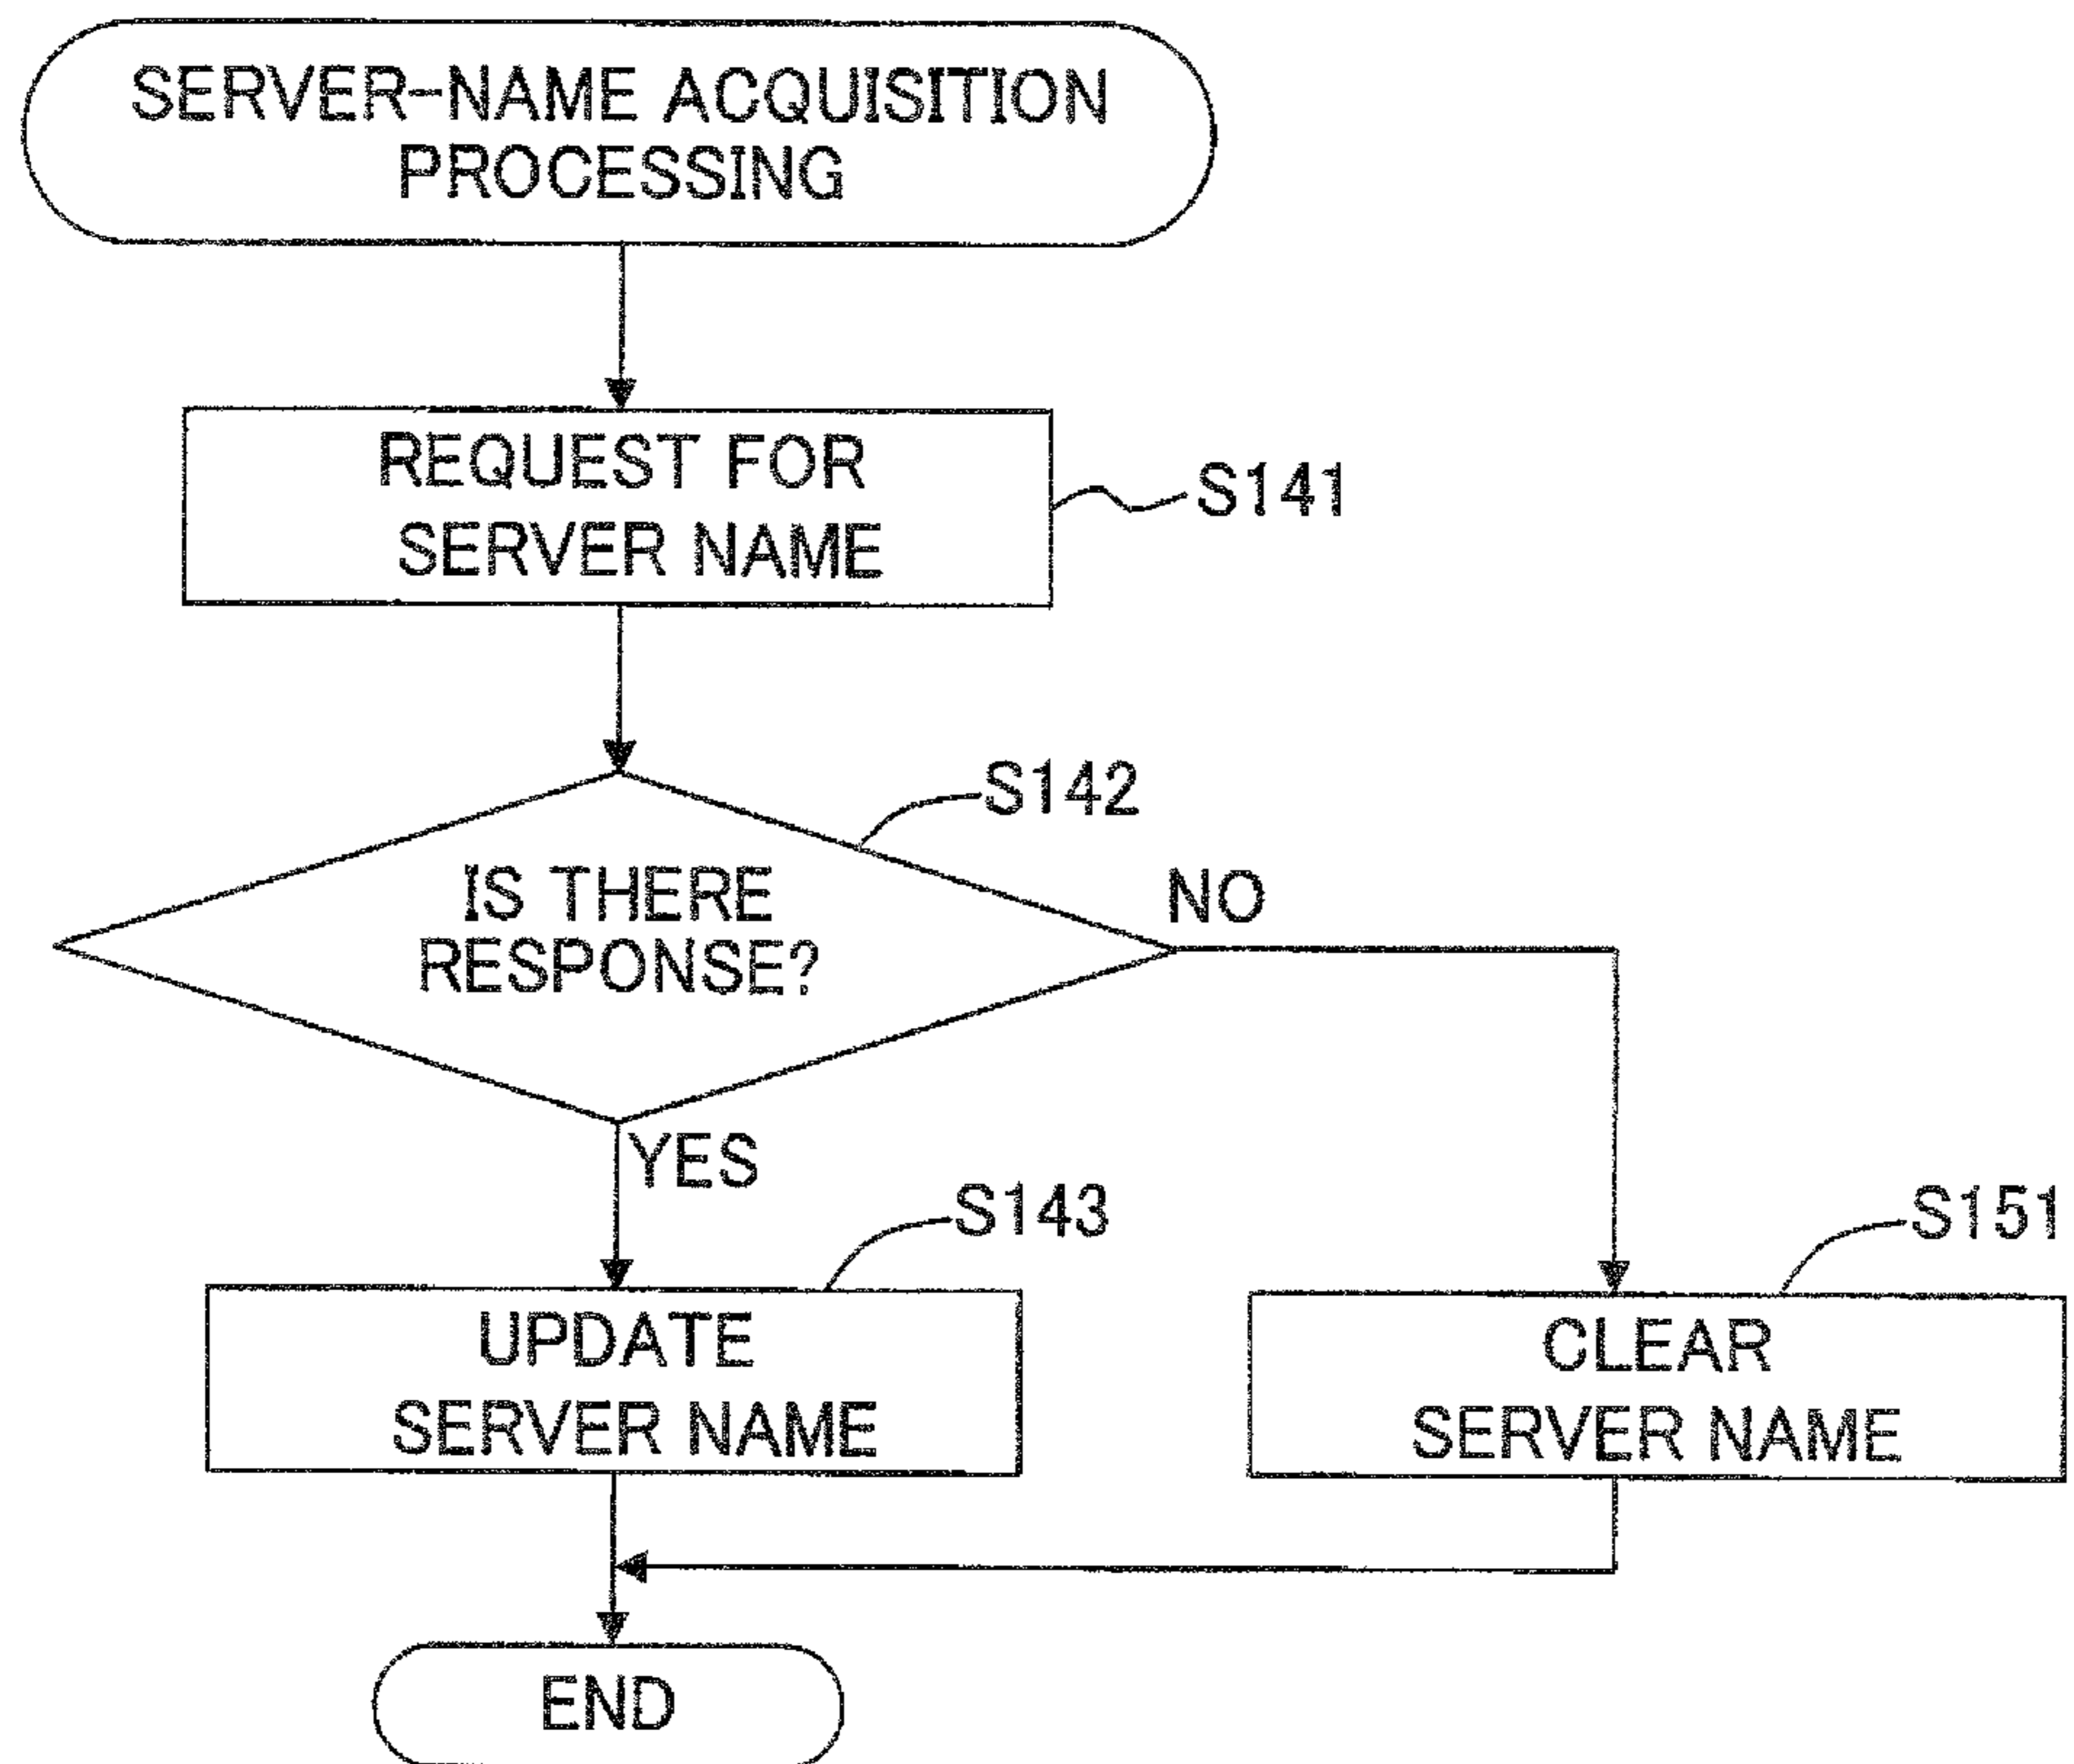 SERVER-NAME ACQUISITION
PROCESSING
REQUEST FOR
SERVER NAME
S141
S142
IS THERE
RESPONSE?
NO
YES
S143
UPDATE
SERVER NAME
S151
CLEAR
SERVER NAME
END